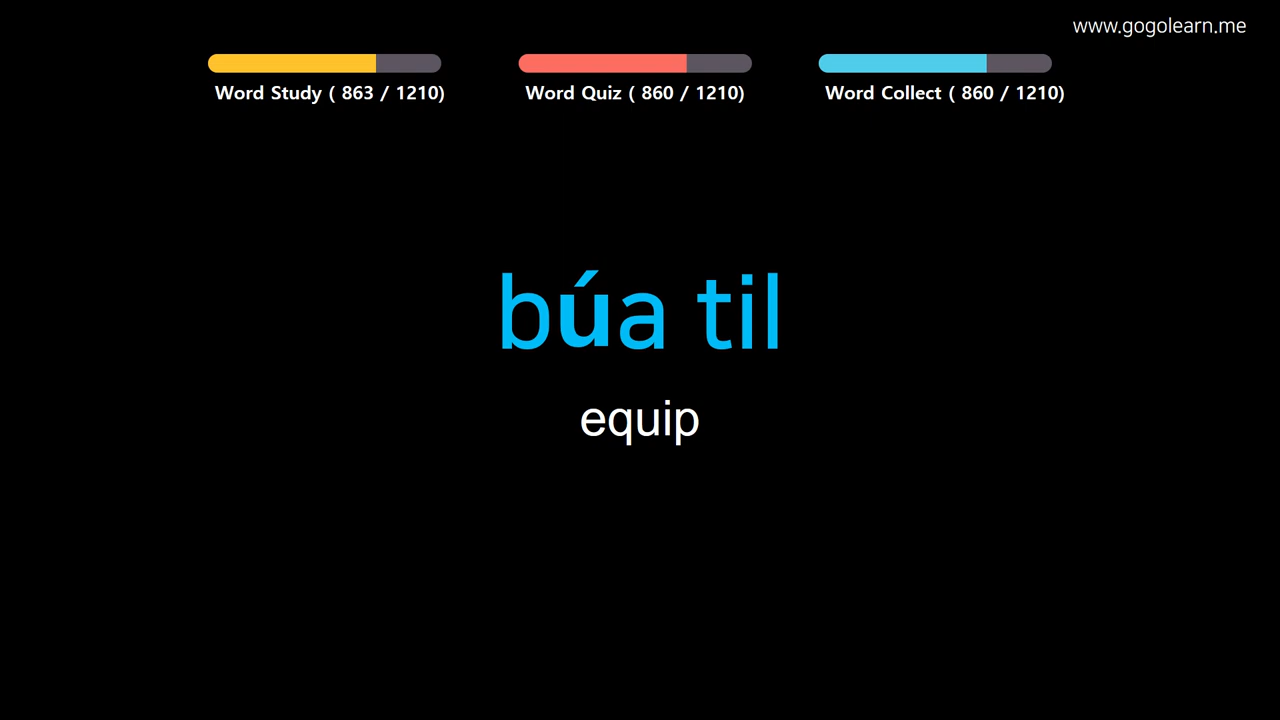 www.gogolearn.me
Word Study ( 863 / 1210)
Word Quiz ( 860 / 1210)
Word Collect ( 860 / 1210)
búa til
equip